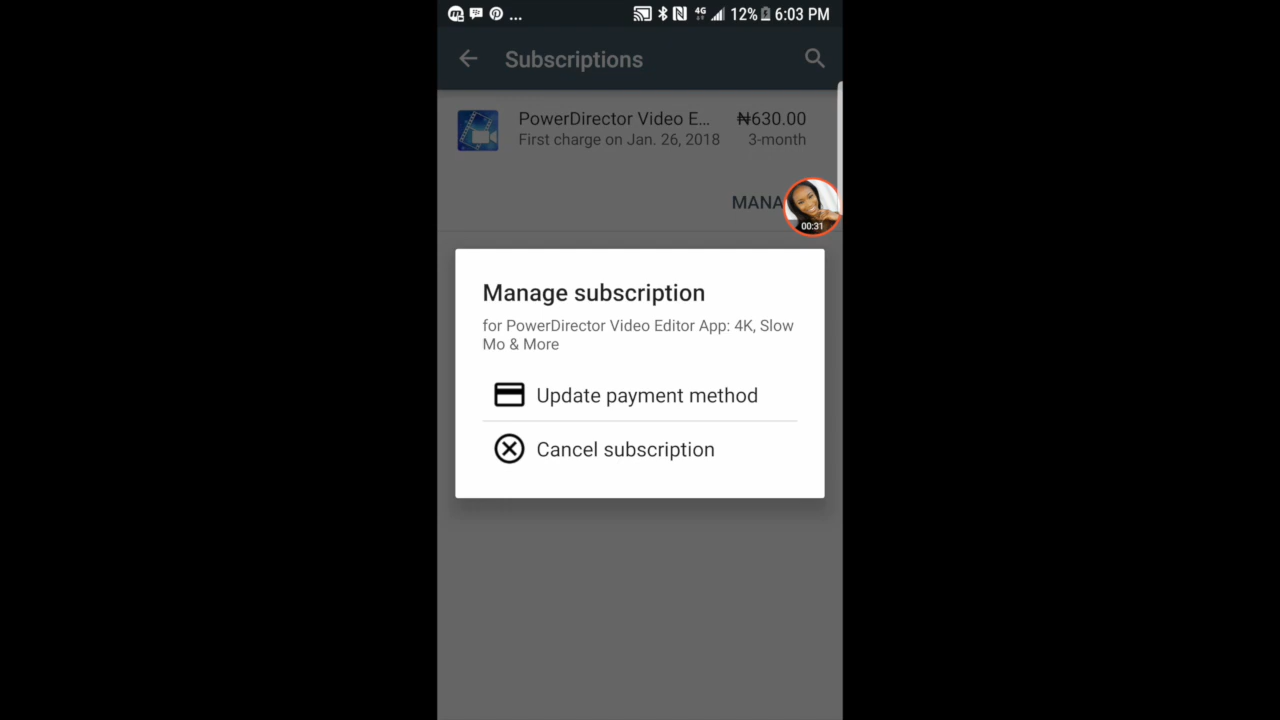 ... 4G 12% 6:03 PM
Subscriptions
PowerDirector Video E... ₦630.00
First charge on Jan. 26, 2018 3-month
MANA
00:31
Manage subscription
for PowerDirector Video Editor App: 4K, Slow
Mo & More
Update payment method
Cancel subscription